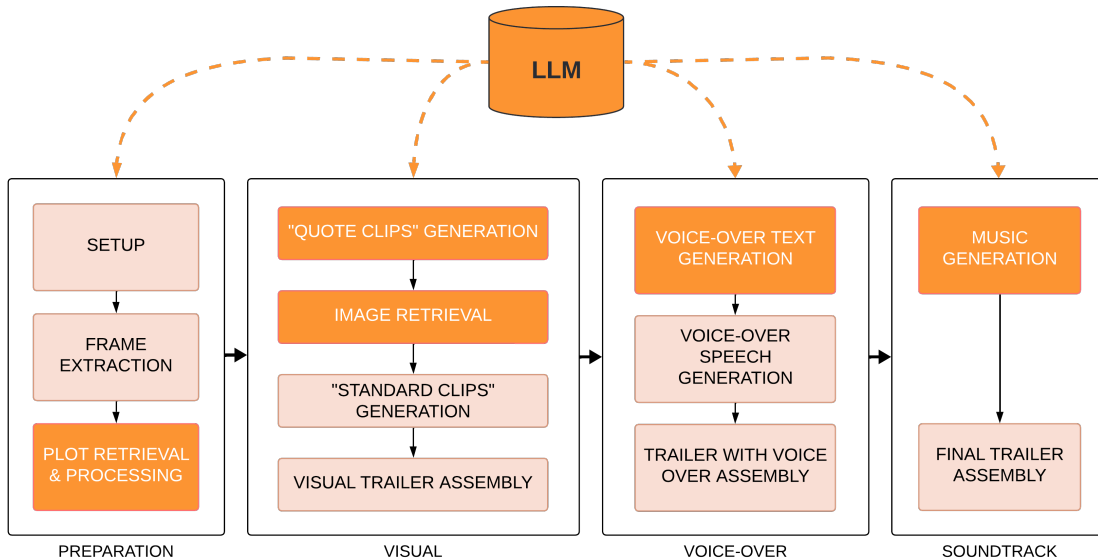 LLM
SETUP
FRAME
EXTRACTION
PLOT RETRIEVAL
& PROCESSING
PREPARATION
"QUOTE CLIPS" GENERATION
IMAGE RETRIEVAL
"STANDARD CLIPS"
GENERATION
VISUAL TRAILER ASSEMBLY
VISUAL
VOICE-OVER TEXT
GENERATION
VOICE-OVER
SPEECH
GENERATION
TRAILER WITH VOICE
OVER ASSEMBLY
VOICE-OVER
MUSIC
GENERATION
FINAL TRAILER
ASSEMBLY
SOUNDTRACK